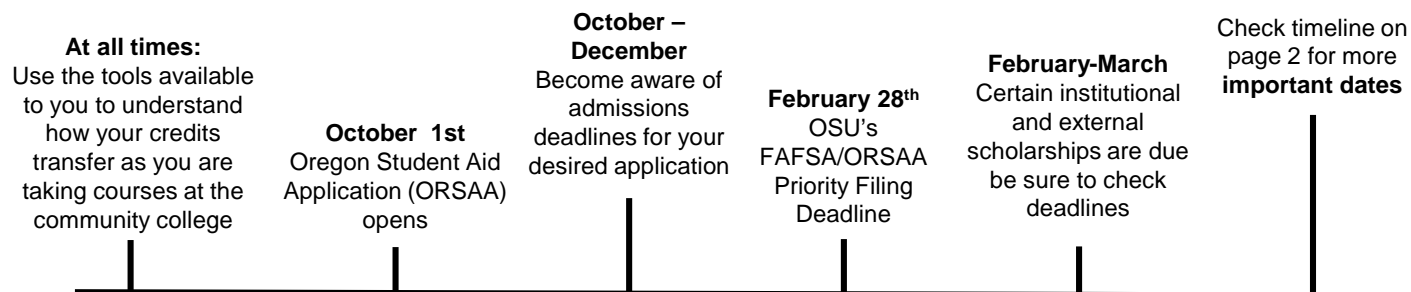 At all times:
Use the tools available
to you to understand
how your credits
transfer as you are
taking courses at the
community college
October 1st
Oregon Student Aid
Application (ORSAA)
opens
October –
December
Become aware of
admissions
deadlines for your
desired application
February 28th
OSU's
FAFSA/ORSAA
Priority Filing
Deadline
February-March
Certain institutional
and external
scholarships are due
be sure to check
deadlines
Check timeline on
page 2 for more
important dates